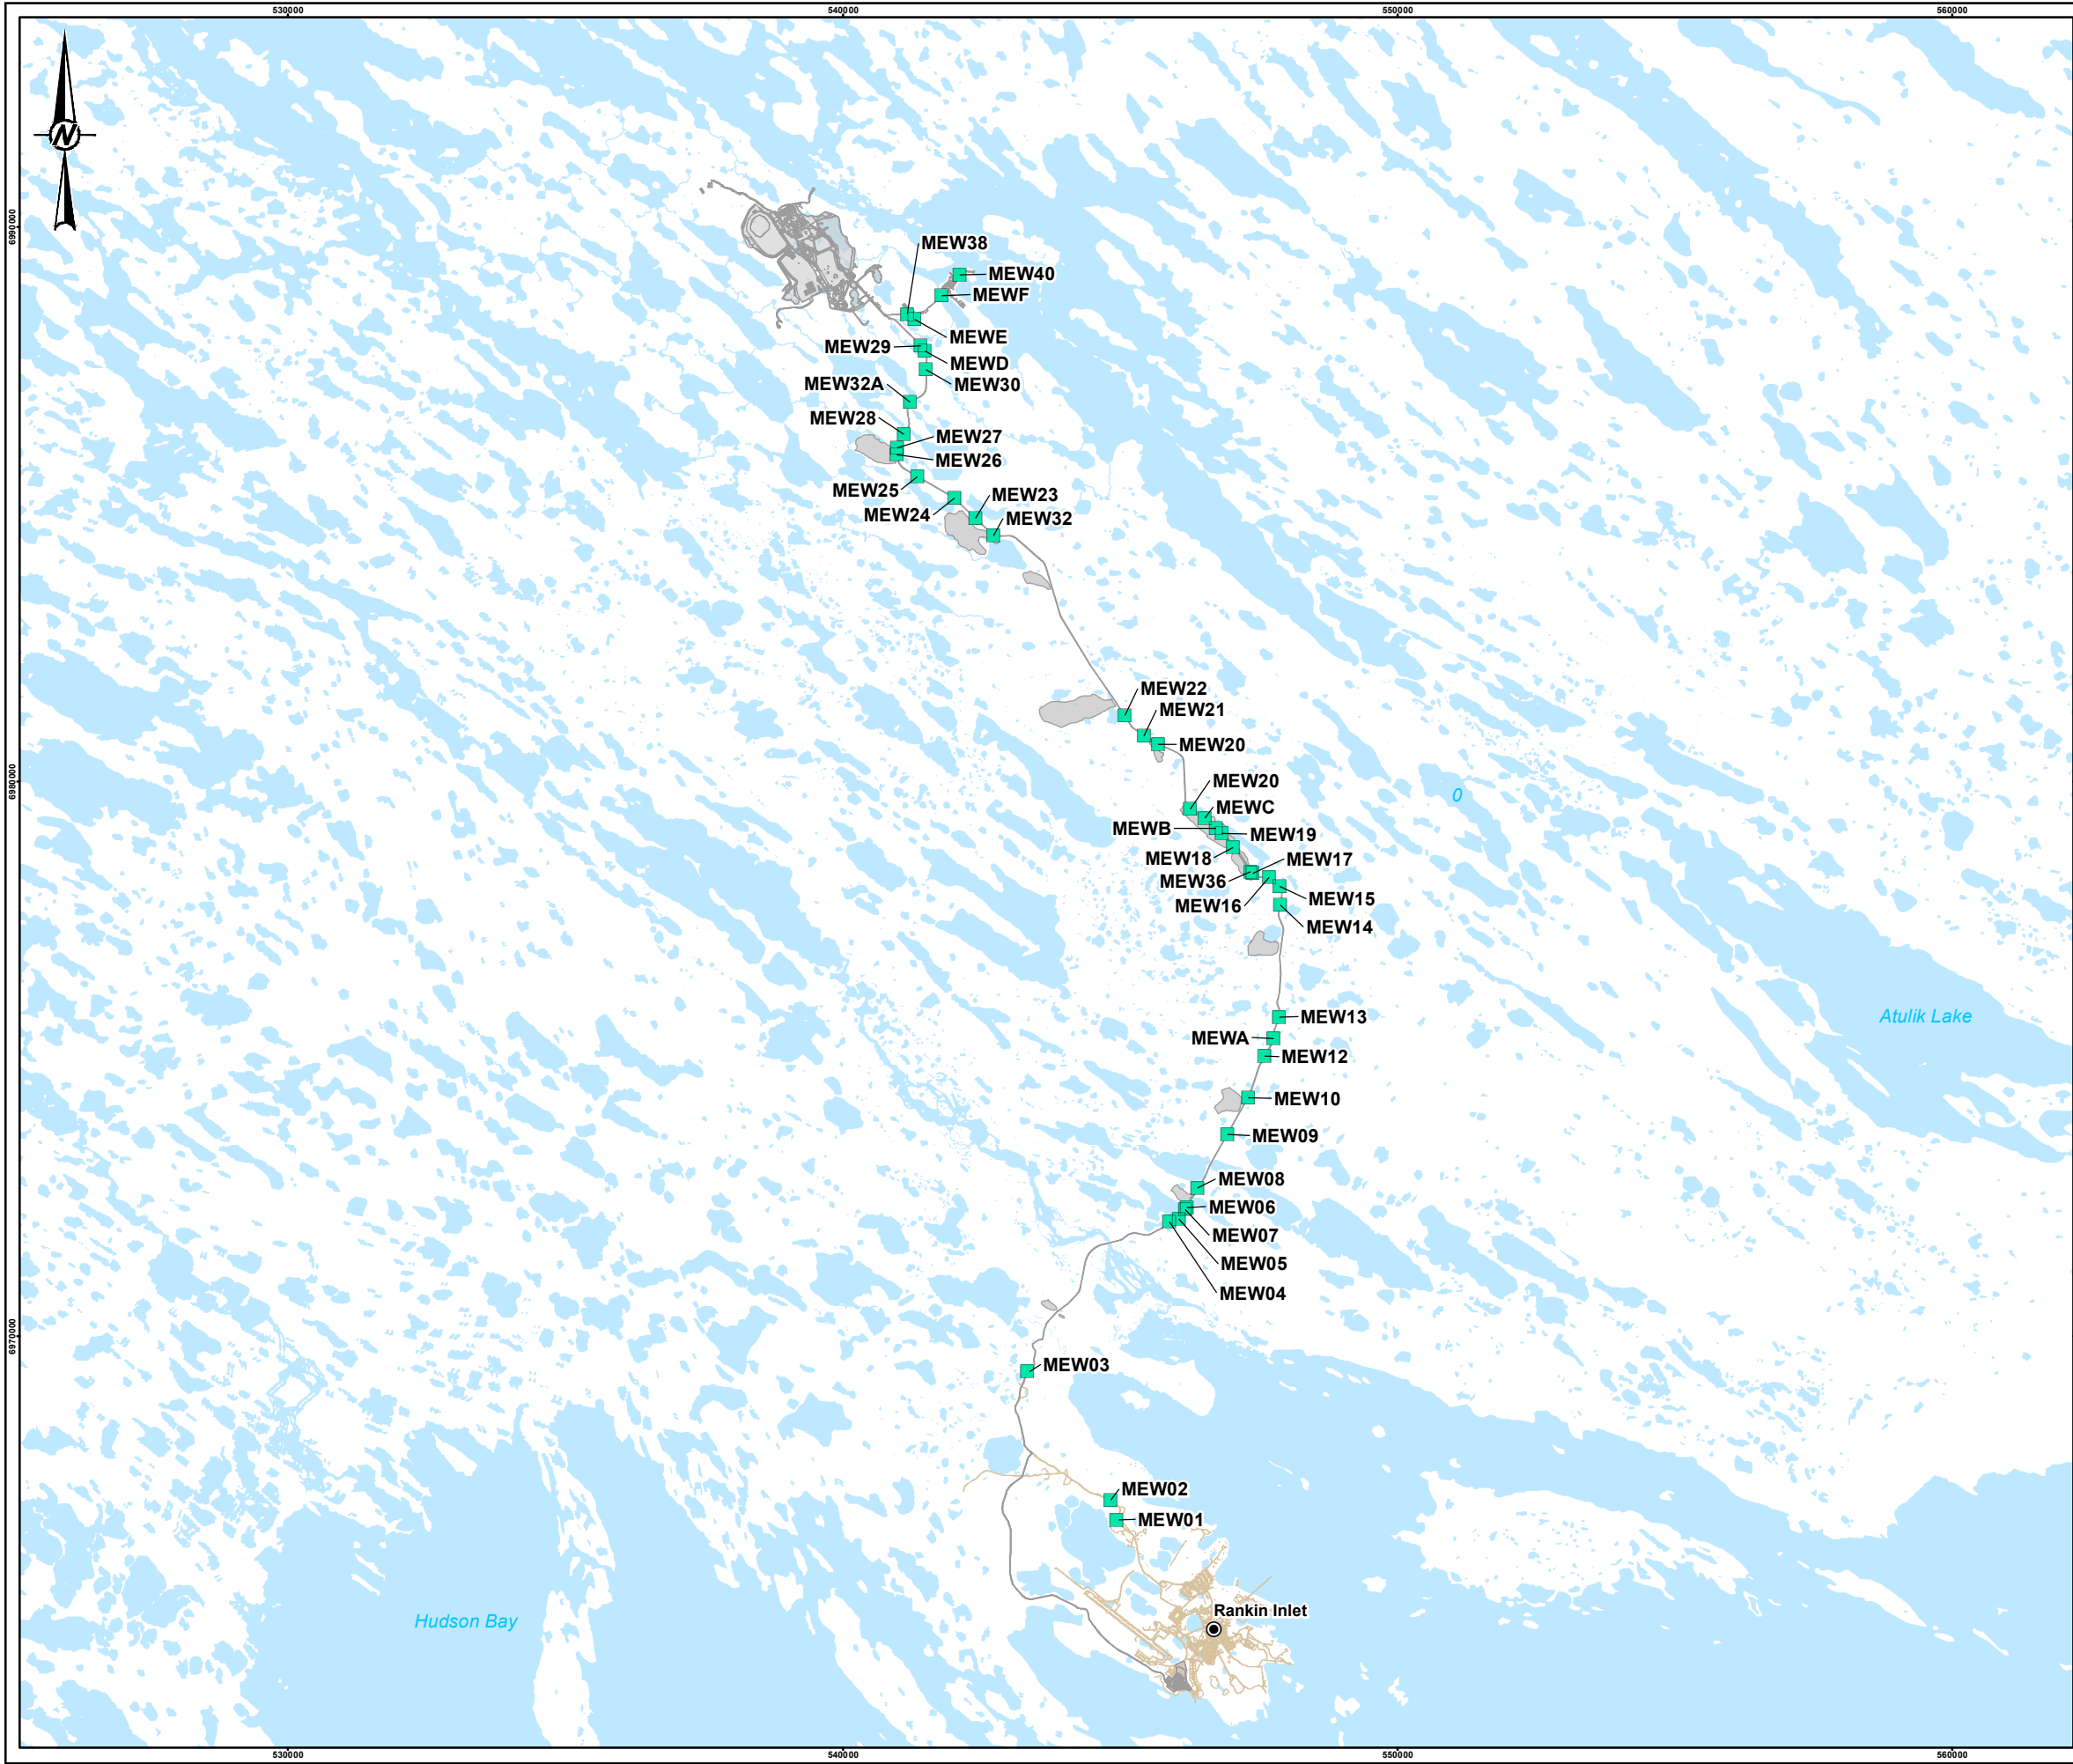 530000
540000
550000
560000
N
6990000
MEW38
MEW40
MEWF
MEWE
MEW29
MEWD
MEW30
MEW32A
MEW28
MEW27
MEW26
MEW25
MEW23
MEW24
MEW32
MEW22
MEW21
MEW20
6980000
MEW20
0
MEWC
MEWB
MEW19
MEW18
MEW17
MEW36
MEW15
MEW16
MEW14
Atulik Lake
MEW13
MEWA
MEW12
MEW10
MEW09
MEW08
MEW06
MEW07
MEW05
MEW04
6970000
MEW03
MEW02
MEW01
Rankin Inlet
Hudson Bay
530000
540000
550000
560000